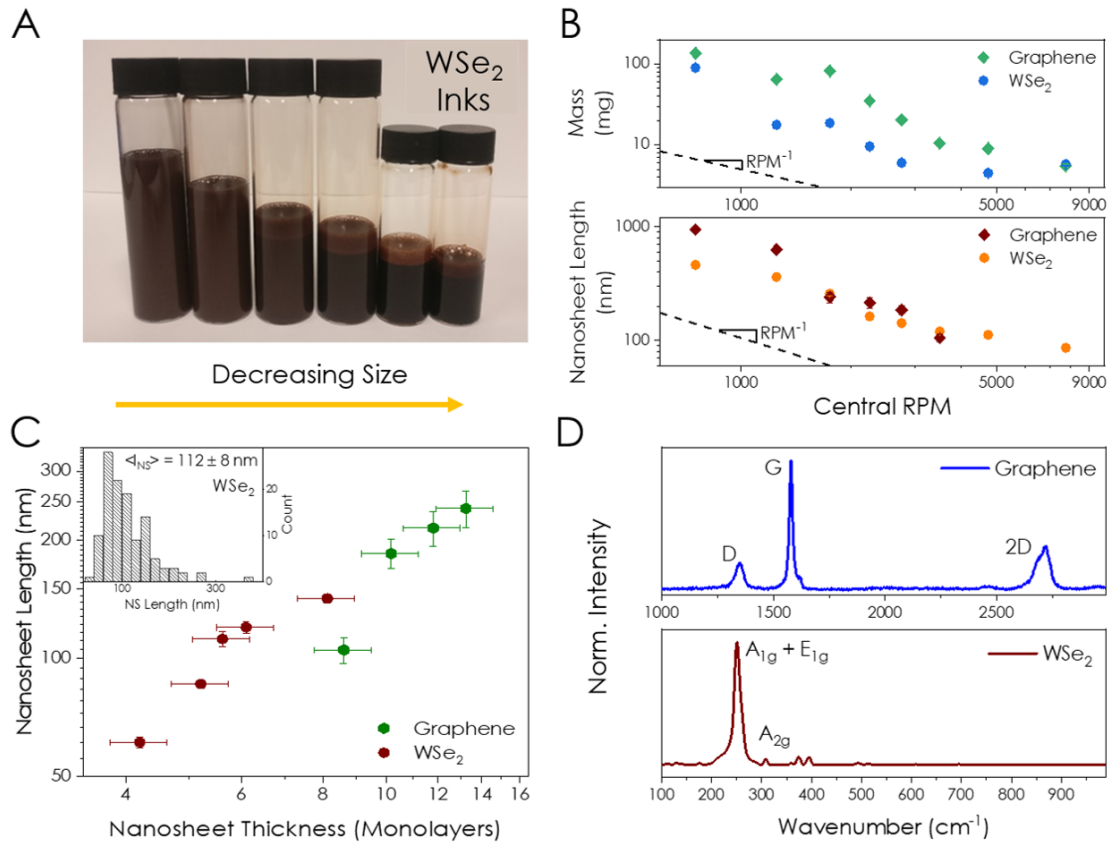 A
WSe₂
Inks
Decreasing Size
B
Mass
(mg)
100
10
Graphene
WSe₂
RPM⁻¹
1000
5000
9000
Nanosheet Length
(nm)
1000
100
Graphene
WSe₂
RPM⁻¹
1000
5000
9000
Central RPM
C
Nanosheet Length (nm)
300
250
200
150
100
50
<l_NS> = 112 ± 8 nm
WSe₂
20
10
0
Count
100
200
300
NS Length (nm)
Graphene
WSe₂
4
6
8
10
12
14
16
Nanosheet Thickness (Monolayers)
D
Norm. Intensity
G
D
2D
Graphene
1000
1500
2000
2500
A₁g + E₁g
A₂g
WSe₂
100
200
300
400
500
600
700
800
900
Wavenumber (cm⁻¹)